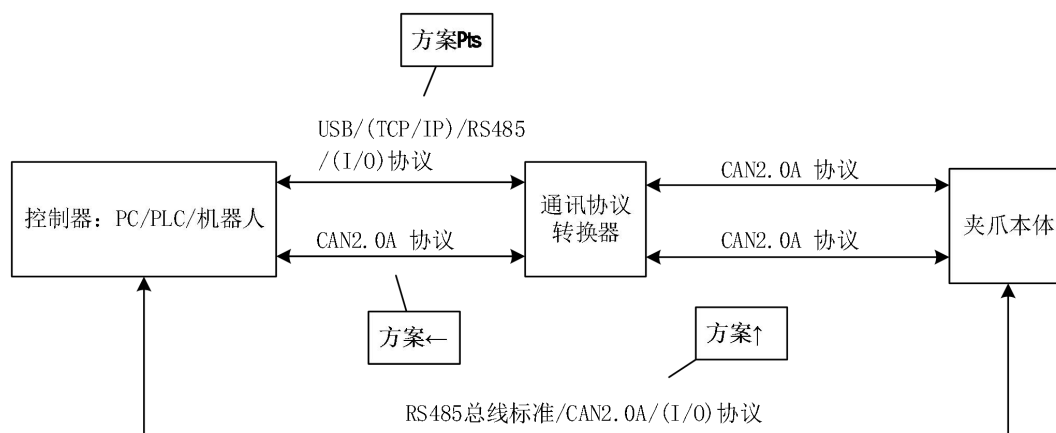 方案Pts
USB/(TCP/IP)/RS485
/(I/O)协议
CAN2.0A 协议
控制器：PC/PLC/机器人
通讯协议
转换器
夹爪本体
CAN2.0A 协议
CAN2.0A 协议
方案←
方案↑
RS485总线标准/CAN2.0A/(I/O)协议